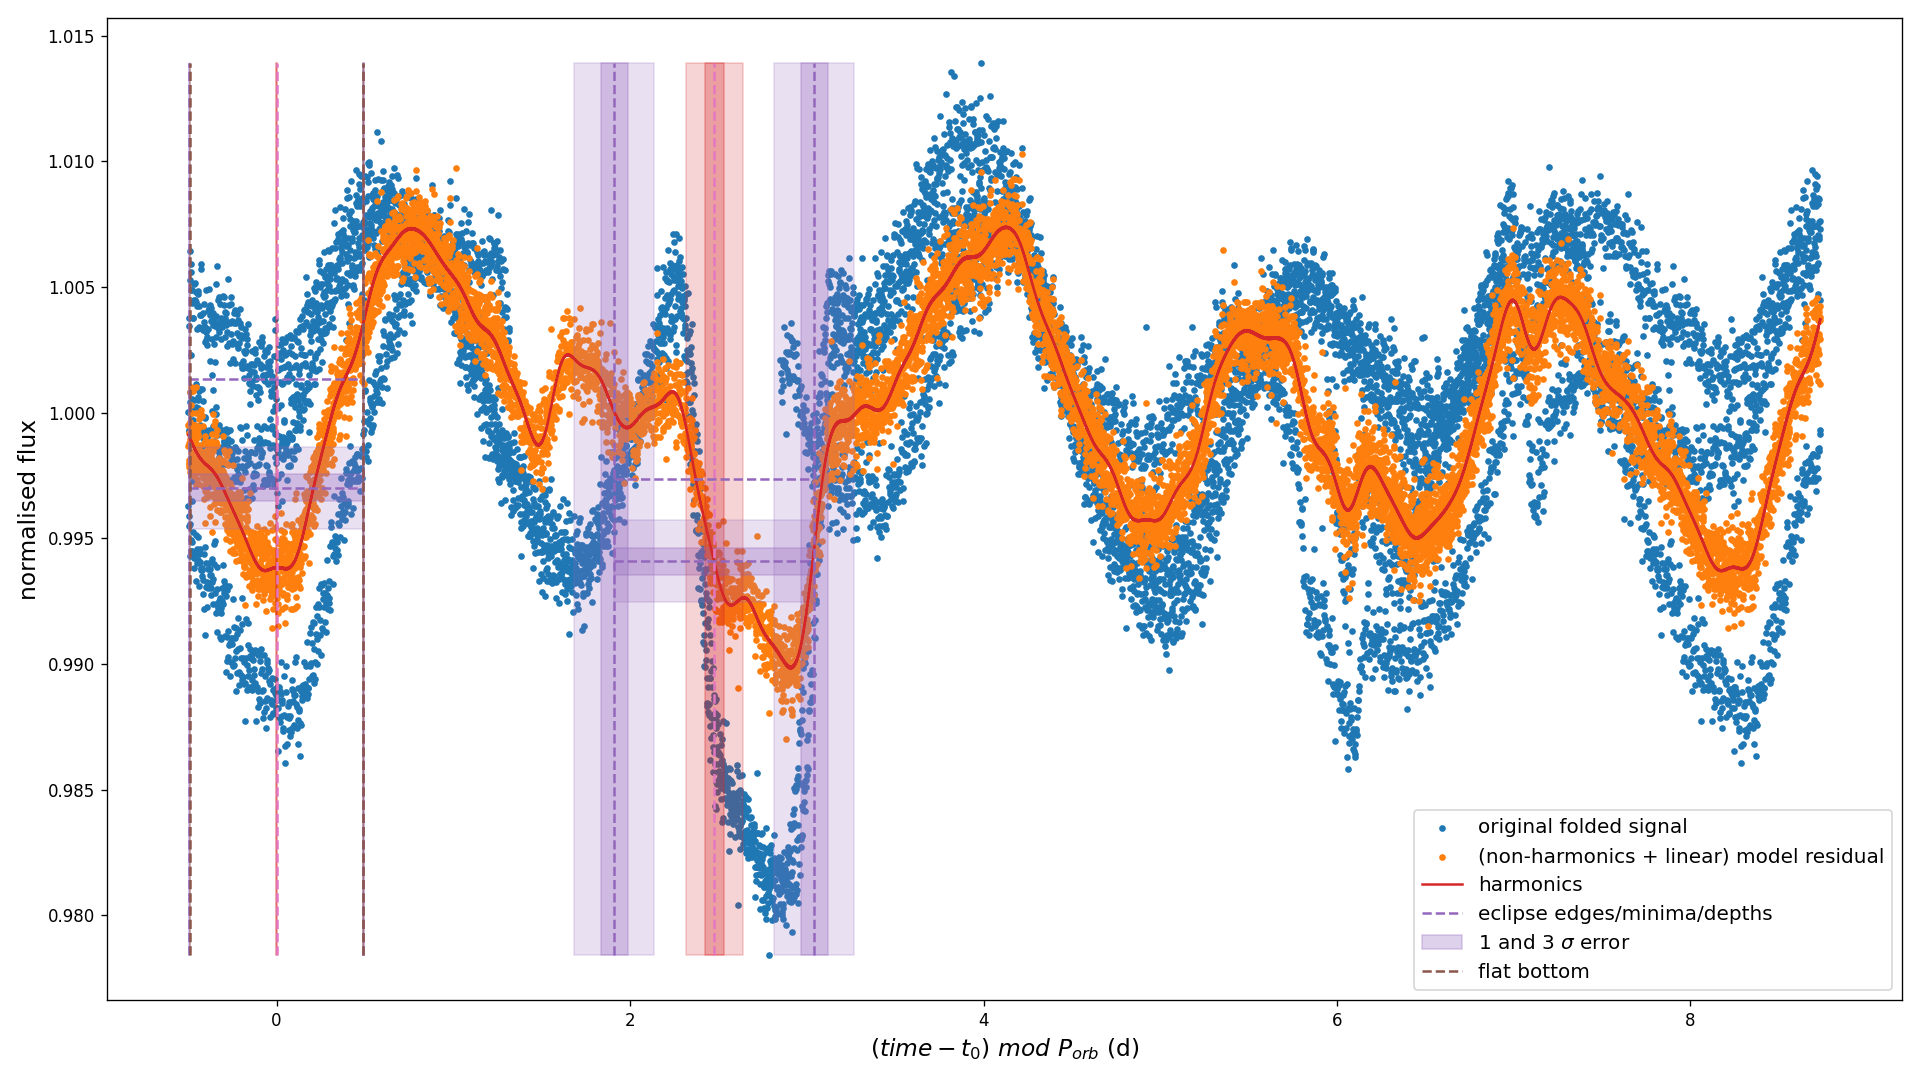 1.015
1.010
1.005
1.000
0.995
0.990
0.985
0.980
normalised flux
0
2
4
6
8
(time − t₀) mod Pₒᵣᵦ (d)
original folded signal
(non-harmonics + linear) model residual
harmonics
eclipse edges/minima/depths
1 and 3 σ error
flat bottom